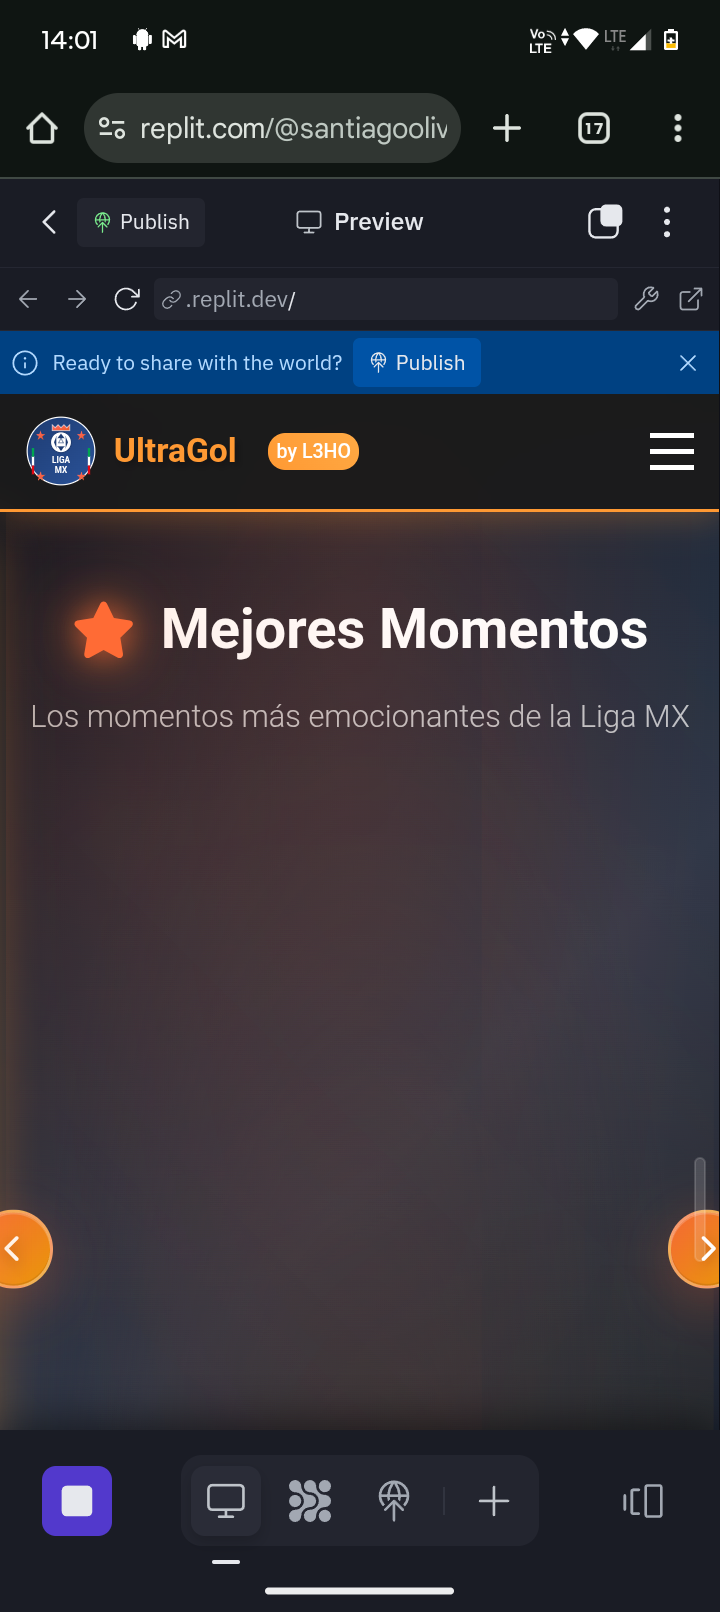 14:01
Vo LTE
LTE
replit.com/@santiagooliv
17
Publish
Preview
.replit.dev/
Ready to share with the world?
Publish
LIGA
MX
UltraGol
by L3HO
Mejores Momentos
Los momentos más emocionantes de la Liga MX